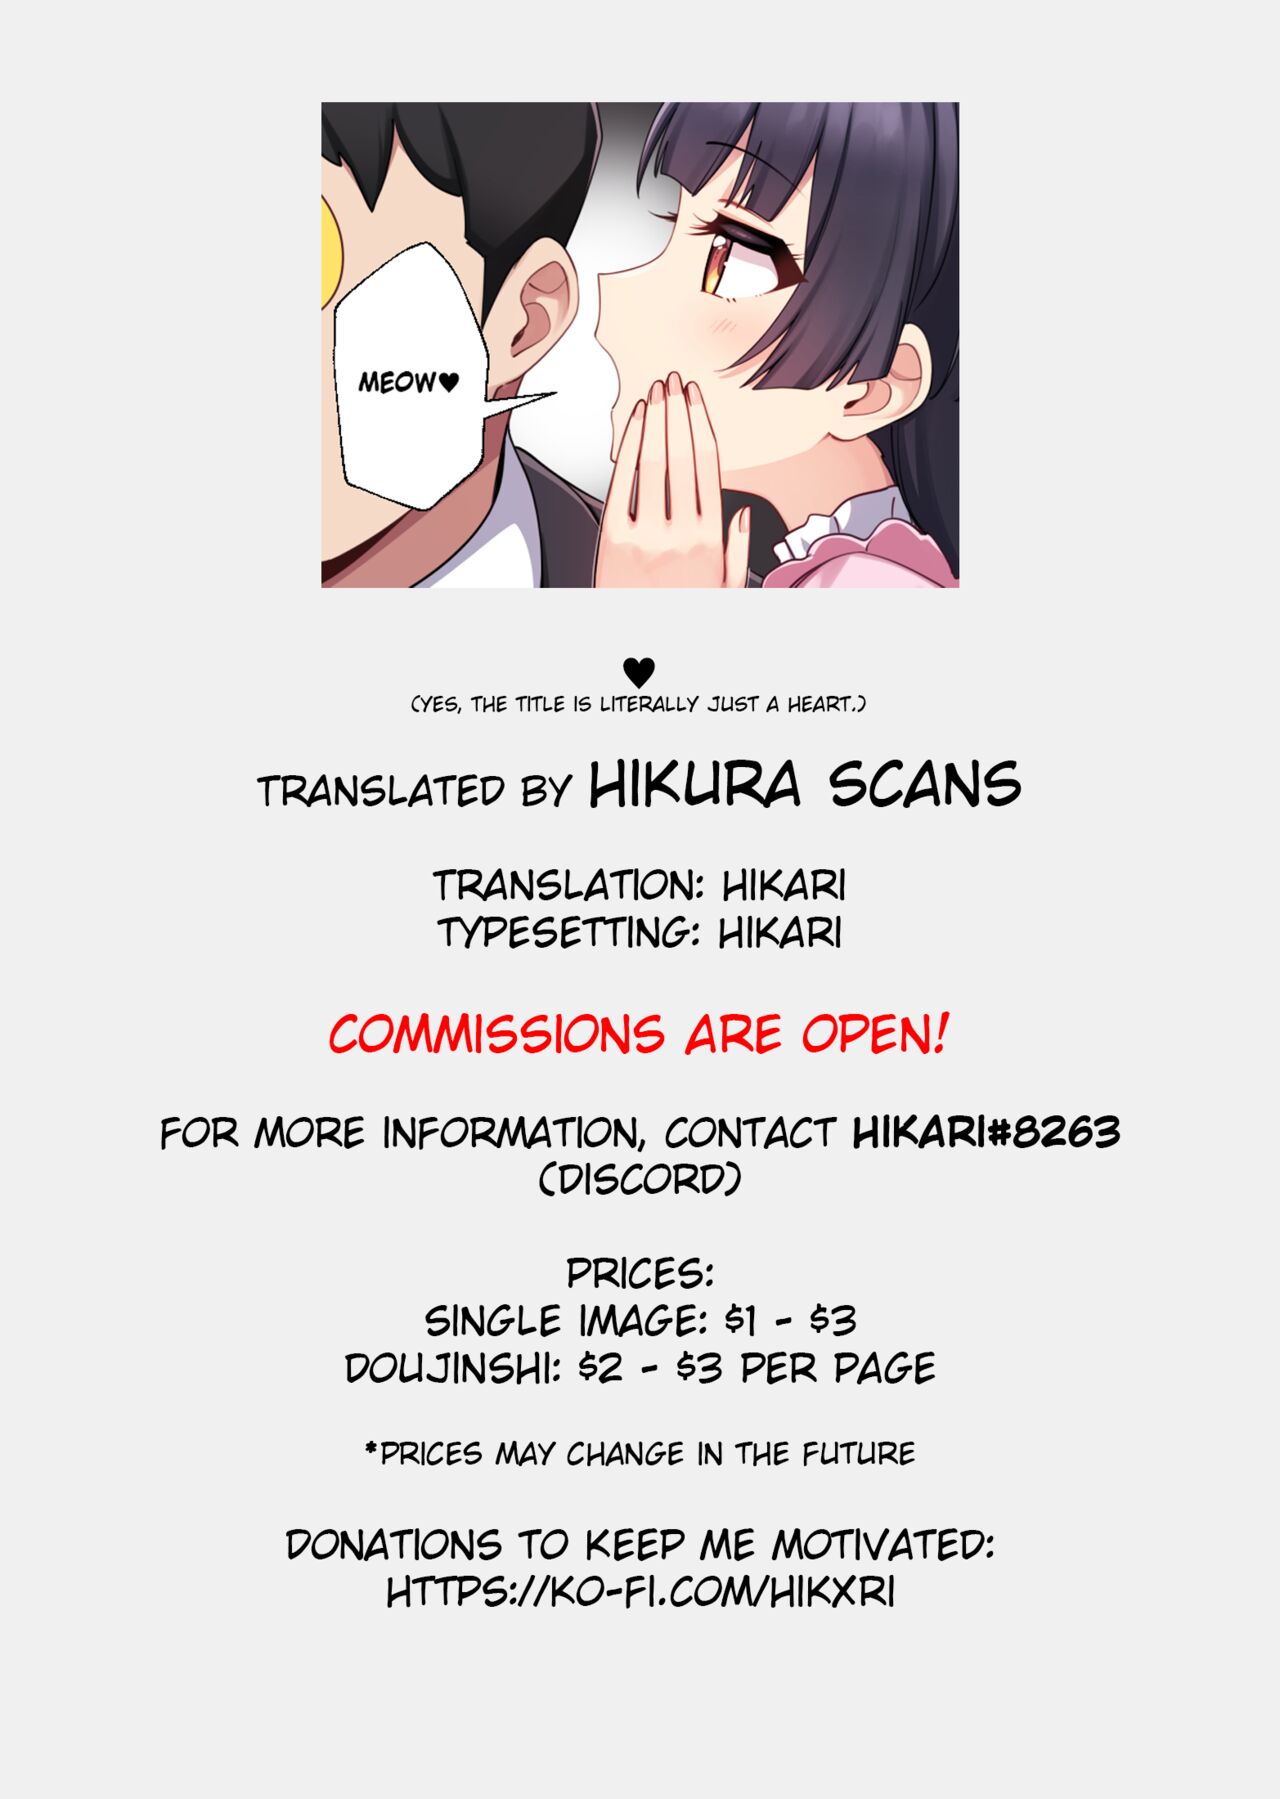 MEOW♥
♥
(YES, THE TITLE IS LITERALLY JUST A HEART.)
TRANSLATED BY HIKURA SCANS
TRANSLATION: HIKARI
TYPESETTING: HIKARI
COMMISSIONS ARE OPEN!
FOR MORE INFORMATION, CONTACT HIKARI#8263
(DISCORD)
PRICES:
SINGLE IMAGE: $1 - $3
DOUJINSHI: $2 - $3 PER PAGE
*PRICES MAY CHANGE IN THE FUTURE
DONATIONS TO KEEP ME MOTIVATED:
HTTPS://KO-FI.COM/HIKXRI